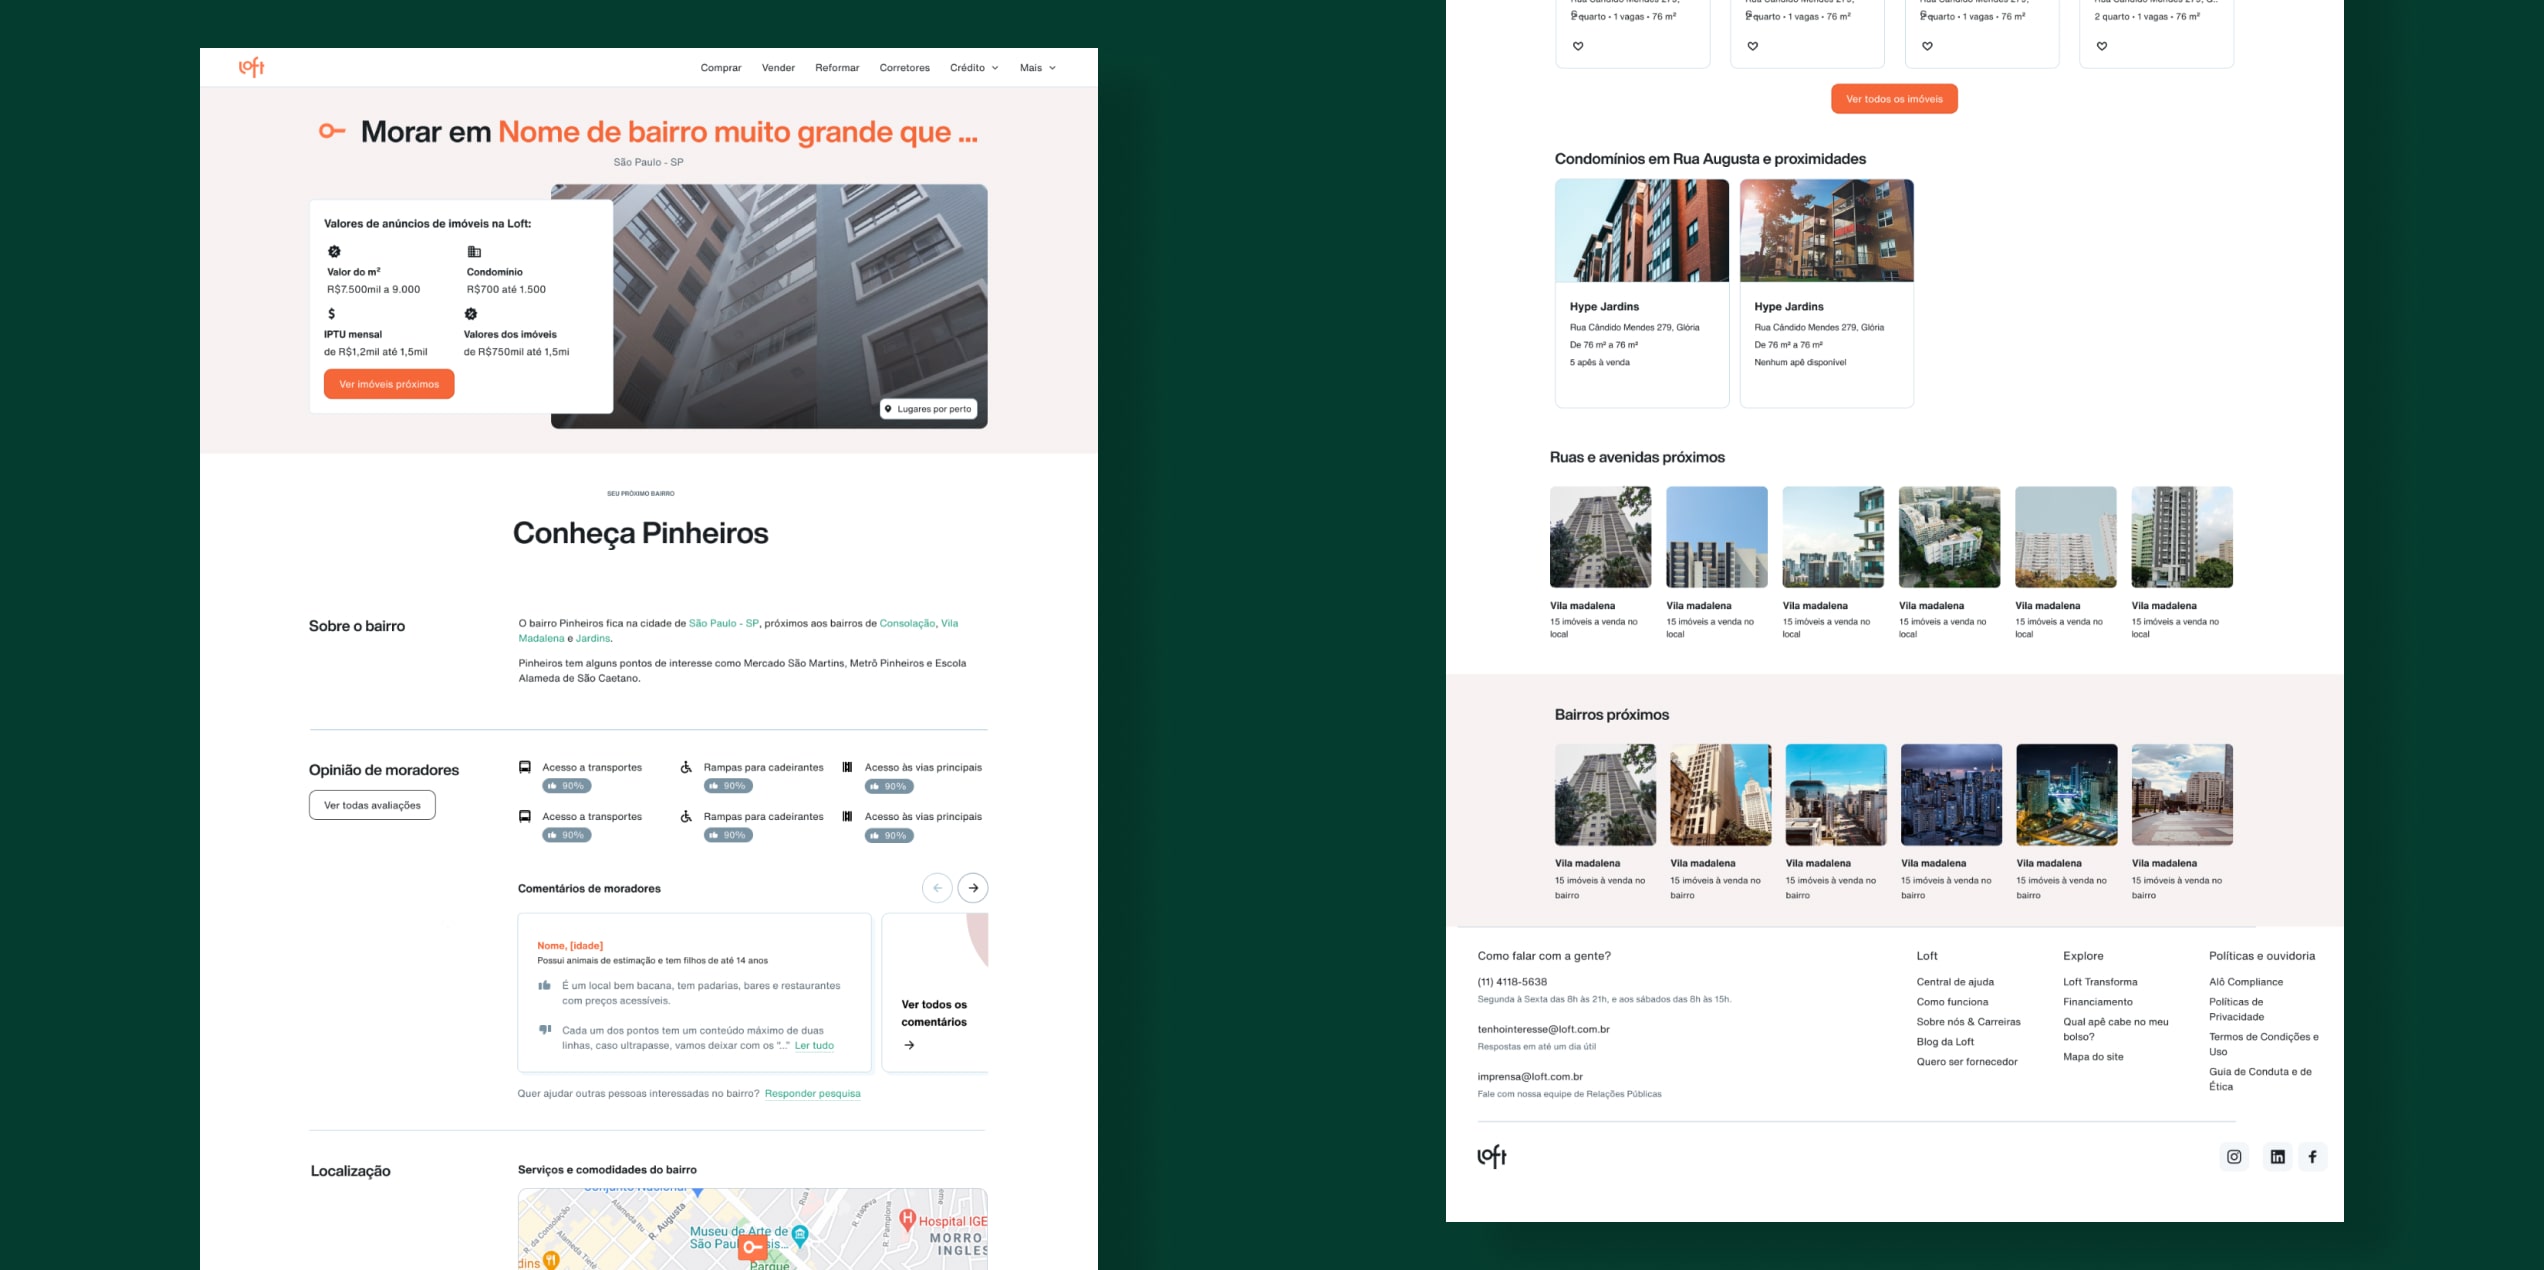 Loft
Comprar
Vender
Reformar
Corretores
Crédito
Mais
Morar em Nome de bairro muito grande que ...
São Paulo - SP
Valores de anúncios de imóveis na Loft:
Valor do m²
R$7.500mil a 9.000
Condomínio
R$700 até 1.500
IPTU mensal
de R$1,2mil até 1,5mil
Valores dos imóveis
de R$750mil até 1,5mi
Ver imóveis próximos
Lugares por perto
SEU PRÓXIMO BAIRRO
Conheça Pinheiros
Sobre o bairro
O bairro Pinheiros fica na cidade de São Paulo - SP, próximos aos bairros de Consolação, Vila
Madalena e Jardins.
Pinheiros tem alguns pontos de interesse como Mercado São Martins, Metrô Pinheiros e Escola
Alameda de São Caetano.
Opinião de moradores
Ver todas avaliações
Acesso a transportes
90%
Rampas para cadeirantes
90%
Acesso às vias principais
90%
Acesso a transportes
90%
Rampas para cadeirantes
90%
Acesso às vias principais
90%
Comentários de moradores
Nome, [idade]
Possui animais de estimação e tem filhos de até 14 anos
É um local bem bacana, tem padarias, bares e restaurantes
com preços acessíveis.
Cada um dos pontos tem um conteúdo máximo de duas
linhas, caso ultrapasse, vamos deixar com os "..." Ler tudo
Ver todos os
comentários
Quer ajudar outras pessoas interessadas no bairro? Responder pesquisa
Localização
Serviços e comodidades do bairro
Conjunto Nacional
R. da Consolação
Alameda Itu
R. Augusta
Museu de Arte de
São Paul
sis...
Rua
R. Itapeva
R. Pamplona
Hospital IGE
MORRO
INGLES
Parque
dins
Alameda Tietê
2 quarto • 1 vagas • 76 m²
2 quarto • 1 vagas • 76 m²
2 quarto • 1 vagas • 76 m²
Rua Cândido Mendes 279, G...
2 quarto • 1 vagas • 76 m²
Ver todos os imóveis
Condomínios em Rua Augusta e proximidades
Hype Jardins
Rua Cândido Mendes 279, Glória
De 76 m² a 76 m²
5 apês à venda
Hype Jardins
Rua Cândido Mendes 279, Glória
De 76 m² a 76 m²
Nenhum apê disponível
Ruas e avenidas próximos
Vila madalena
15 imóveis a venda no
local
Vila madalena
15 imóveis a venda no
local
Vila madalena
15 imóveis a venda no
local
Vila madalena
15 imóveis a venda no
local
Vila madalena
15 imóveis a venda no
local
Vila madalena
15 imóveis a venda no
local
Bairros próximos
Vila madalena
15 imóveis à venda no
bairro
Vila madalena
15 imóveis à venda no
bairro
Vila madalena
15 imóveis à venda no
bairro
Vila madalena
15 imóveis à venda no
bairro
Vila madalena
15 imóveis à venda no
bairro
Vila madalena
15 imóveis à venda no
bairro
Como falar com a gente?
(11) 4118-5638
Segunda à Sexta das 8h às 21h, e aos sábados das 8h às 15h.
tenhointeresse@loft.com.br
Respostas em até um dia útil
imprensa@loft.com.br
Fale com nossa equipe de Relações Públicas
Loft
Central de ajuda
Como funciona
Sobre nós & Carreiras
Blog da Loft
Quero ser fornecedor
Explore
Loft Transforma
Financiamento
Qual apê cabe no meu
bolso?
Mapa do site
Políticas e ouvidoria
Alô Compliance
Políticas de
Privacidade
Termos de Condições e
Uso
Guia de Conduta e de
Ética
Loft